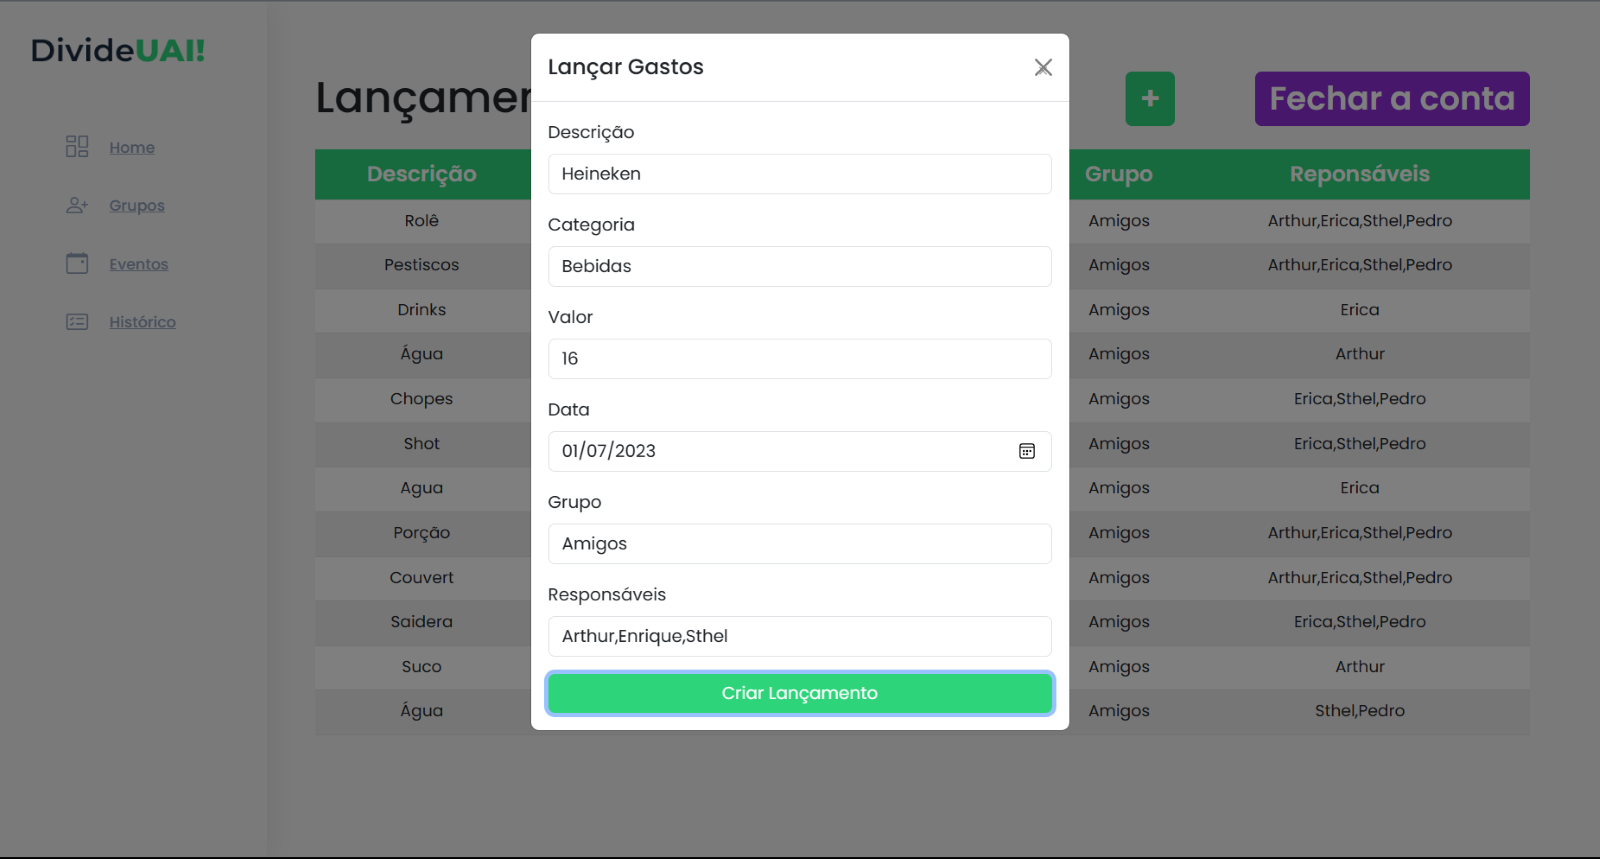 DivideUAI!
Home
Grupos
Eventos
Histórico
Lançamen
+
Fechar a conta
Descrição
Grupo
Reponsáveis
Rolê
Amigos
Arthur,Erica,Sthel,Pedro
Pestiscos
Amigos
Arthur,Erica,Sthel,Pedro
Drinks
Amigos
Erica
Água
Amigos
Arthur
Chopes
Amigos
Erica,Sthel,Pedro
Shot
Amigos
Erica,Sthel,Pedro
Agua
Amigos
Erica
Porção
Amigos
Arthur,Erica,Sthel,Pedro
Couvert
Amigos
Arthur,Erica,Sthel,Pedro
Saidera
Amigos
Erica,Sthel,Pedro
Suco
Amigos
Arthur
Água
Amigos
Sthel,Pedro
Lançar Gastos
Descrição
Heineken
Categoria
Bebidas
Valor
16
Data
01/07/2023
Grupo
Amigos
Responsáveis
Arthur,Enrique,Sthel
Criar Lançamento